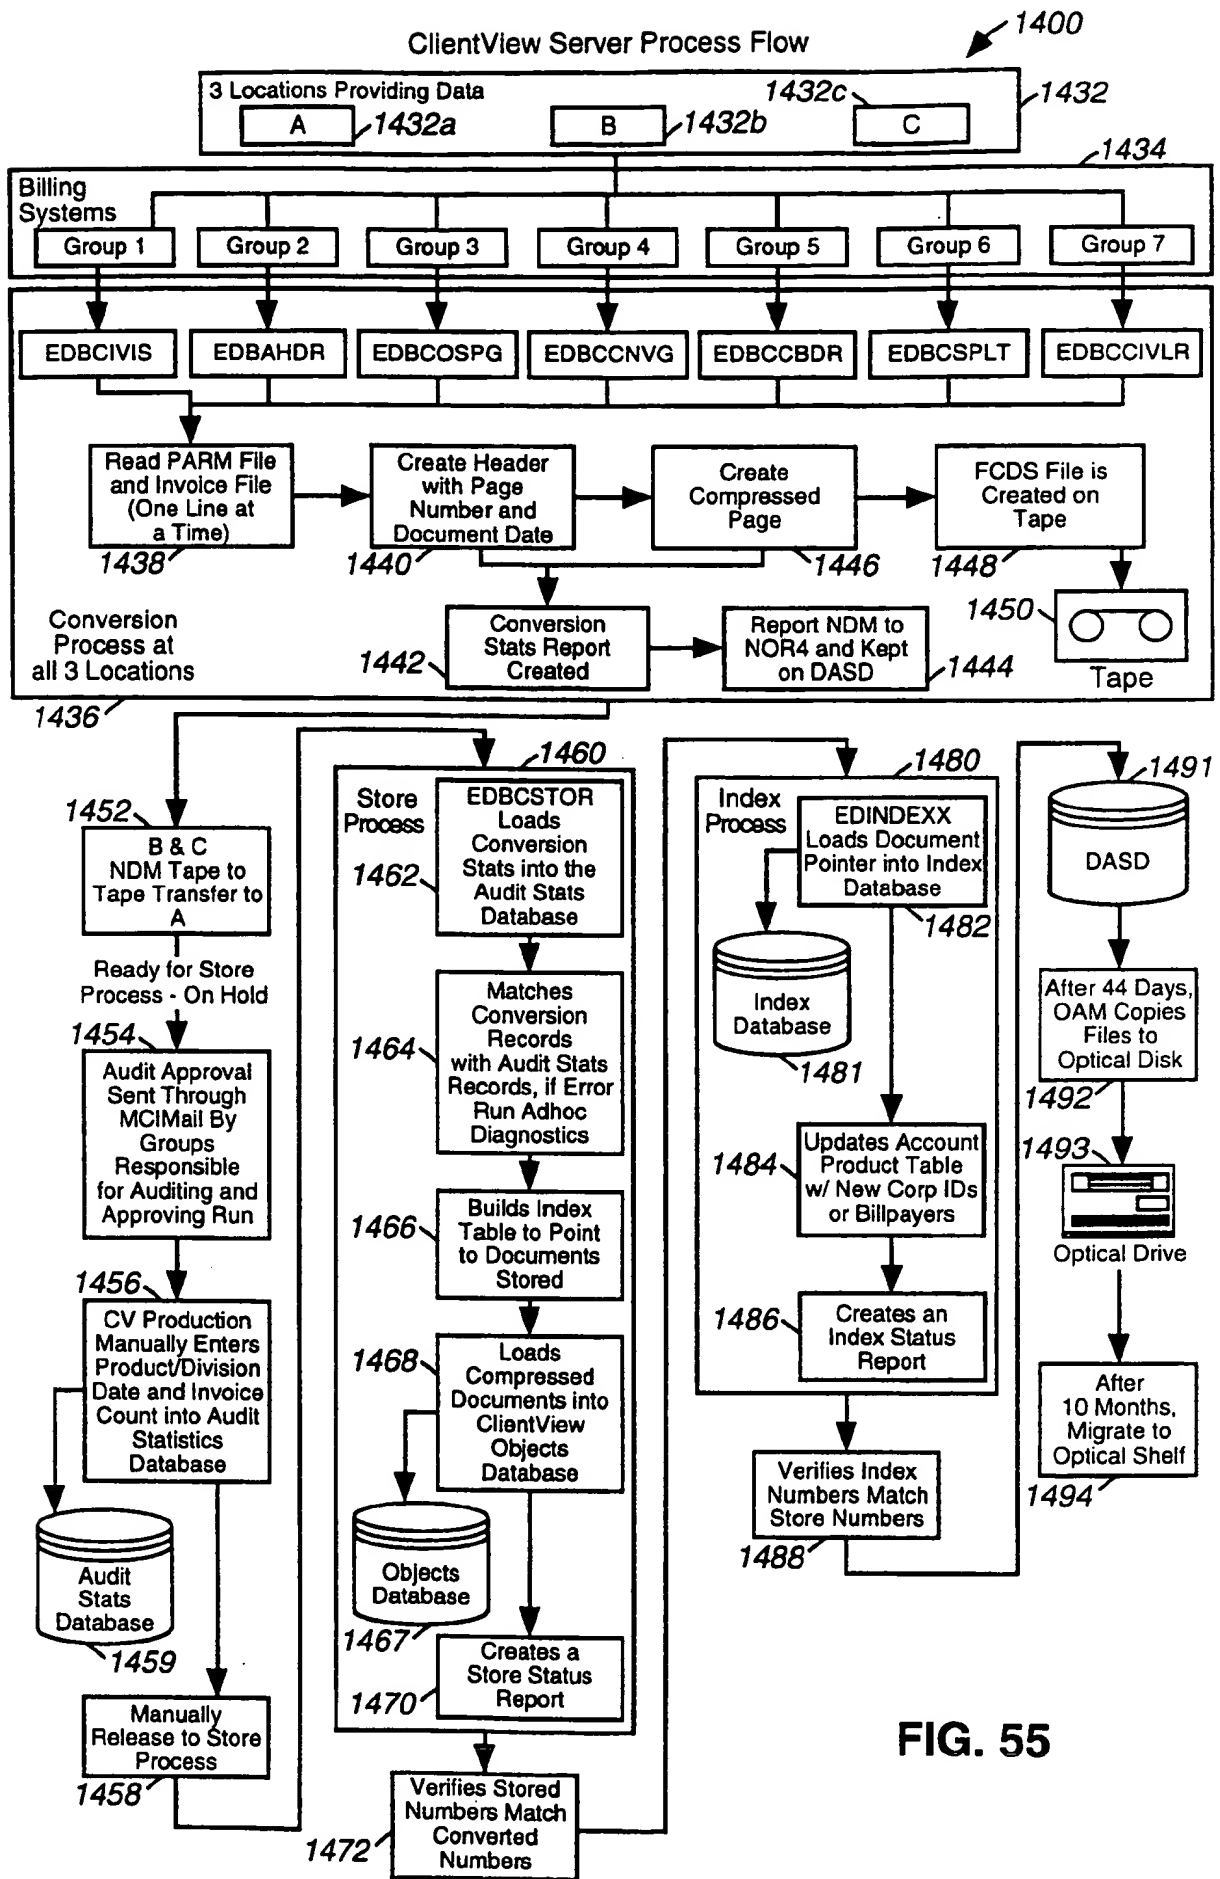 ClientView Server Process Flow
1400
3 Locations Providing Data
A
1432a
B
1432b
C
1432c
1432
1434
Billing
Systems
Group 1
Group 2
Group 3
Group 4
Group 5
Group 6
Group 7
EDBCIVIS
EDBAHDR
EDBCOSPG
EDBCCNVG
EDBCCBDR
EDBCSPLT
EDBCCIVLR
Read PARM File
and Invoice File
(One Line at
a Time)
1438
Create Header
with Page
Number and
Document Date
1440
Create
Compressed
Page
1446
FCDS File is
Created on
Tape
1448
1450
Tape
Conversion
Process at
all 3 Locations
1436
Conversion
Stats Report
Created
1442
Report NDM to
NOR4 and Kept
on DASD
1444
1452
B & C
NDM Tape to
Tape Transfer to
A
Ready for Store
Process - On Hold
1454
Audit Approval
Sent Through
MCIMail By
Groups
Responsible
for Auditing and
Approving Run
1456
CV Production
Manually Enters
Product/Division
Date and Invoice
Count into Audit
Statistics
Database
Audit
Stats
Database
1459
Manually
Release to Store
Process
1458
1460
Store
Process
EDBCSTOR
Loads
Conversion
Stats into the
Audit Stats
Database
1462
Matches
Conversion
Records
with Audit Stats
Records, if Error
Run Adhoc
Diagnostics
1464
Builds Index
Table to Point
to Documents
Stored
1466
Loads
Compressed
Documents into
ClientView
Objects
Database
1468
Objects
Database
1467
Creates a
Store Status
Report
1470
Verifies Stored
Numbers Match
Converted
Numbers
1472
1480
Index
Process
EDINDEXX
Loads Document
Pointer into Index
Database
1482
Index
Database
1481
Updates Account
Product Table
w/ New Corp IDs
or Billpayers
1484
Creates an
Index Status
Report
1486
Verifies Index
Numbers Match
Store Numbers
1488
1491
DASD
After 44 Days,
OAM Copies
Files to
Optical Disk
1492
1493
Optical Drive
After
10 Months,
Migrate to
Optical Shelf
1494
FIG. 55